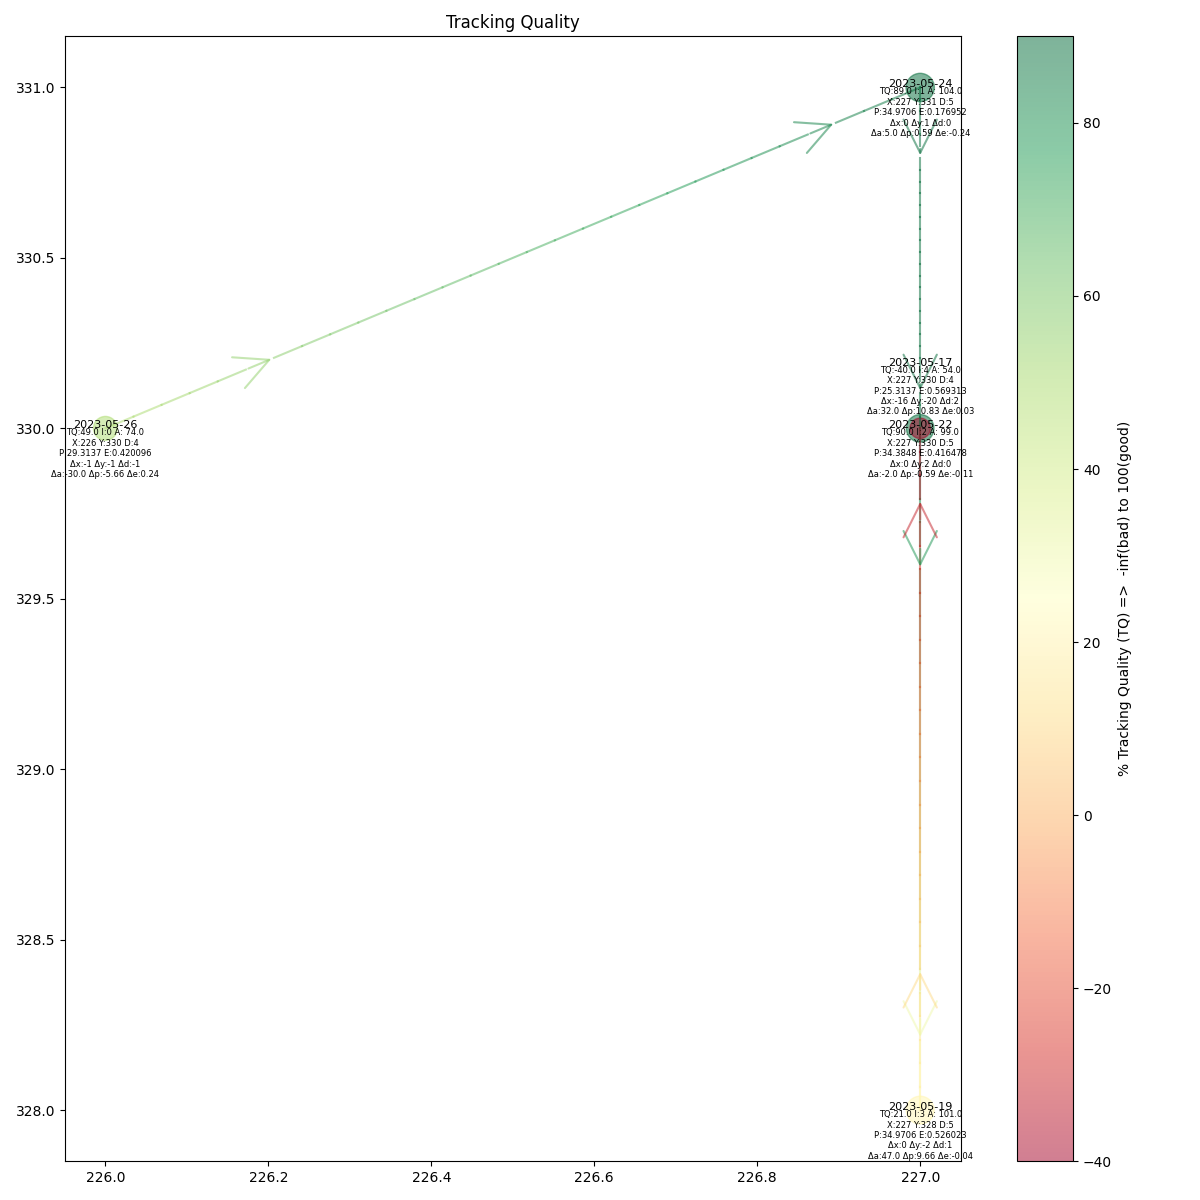 Tracking Quality
331.0
330.5
330.0
329.5
329.0
328.5
328.0
226.0
226.2
226.4
226.6
226.8
227.0
2023-05-24
TQ:89.0 I:1 A: 104.0
X:227 Y:331 D:5
P:34.9706 E:0.176952
Δx:0 Δy:1 Δd:0
Δa:5.0 Δp:0.59 Δe:-0.24
2023-05-17
TQ:-40.0 I:4 A: 54.0
X:227 Y:330 D:4
P:25.3137 E:0.569313
Δx:-16 Δy:-20 Δd:2
Δa:32.0 Δp:10.83 Δe:0.03
2023-05-22
TQ:90.0 I:2 A: 99.0
X:227 Y:330 D:5
P:34.3848 E:0.416478
Δx:0 Δy:2 Δd:0
Δa:-2.0 Δp:-0.59 Δe:-0.11
2023-05-26
TQ:49.0 I:0 A: 74.0
X:226 Y:330 D:4
P:29.3137 E:0.420096
Δx:-1 Δy:-1 Δd:-1
Δa:-30.0 Δp:-5.66 Δe:0.24
2023-05-19
TQ:21.0 I:3 A: 101.0
X:227 Y:328 D:5
P:34.9706 E:0.526023
Δx:0 Δy:-2 Δd:1
Δa:47.0 Δp:9.66 Δe:-0.04
80
60
40
20
0
−20
−40
% Tracking Quality (TQ) => -inf(bad) to 100(good)